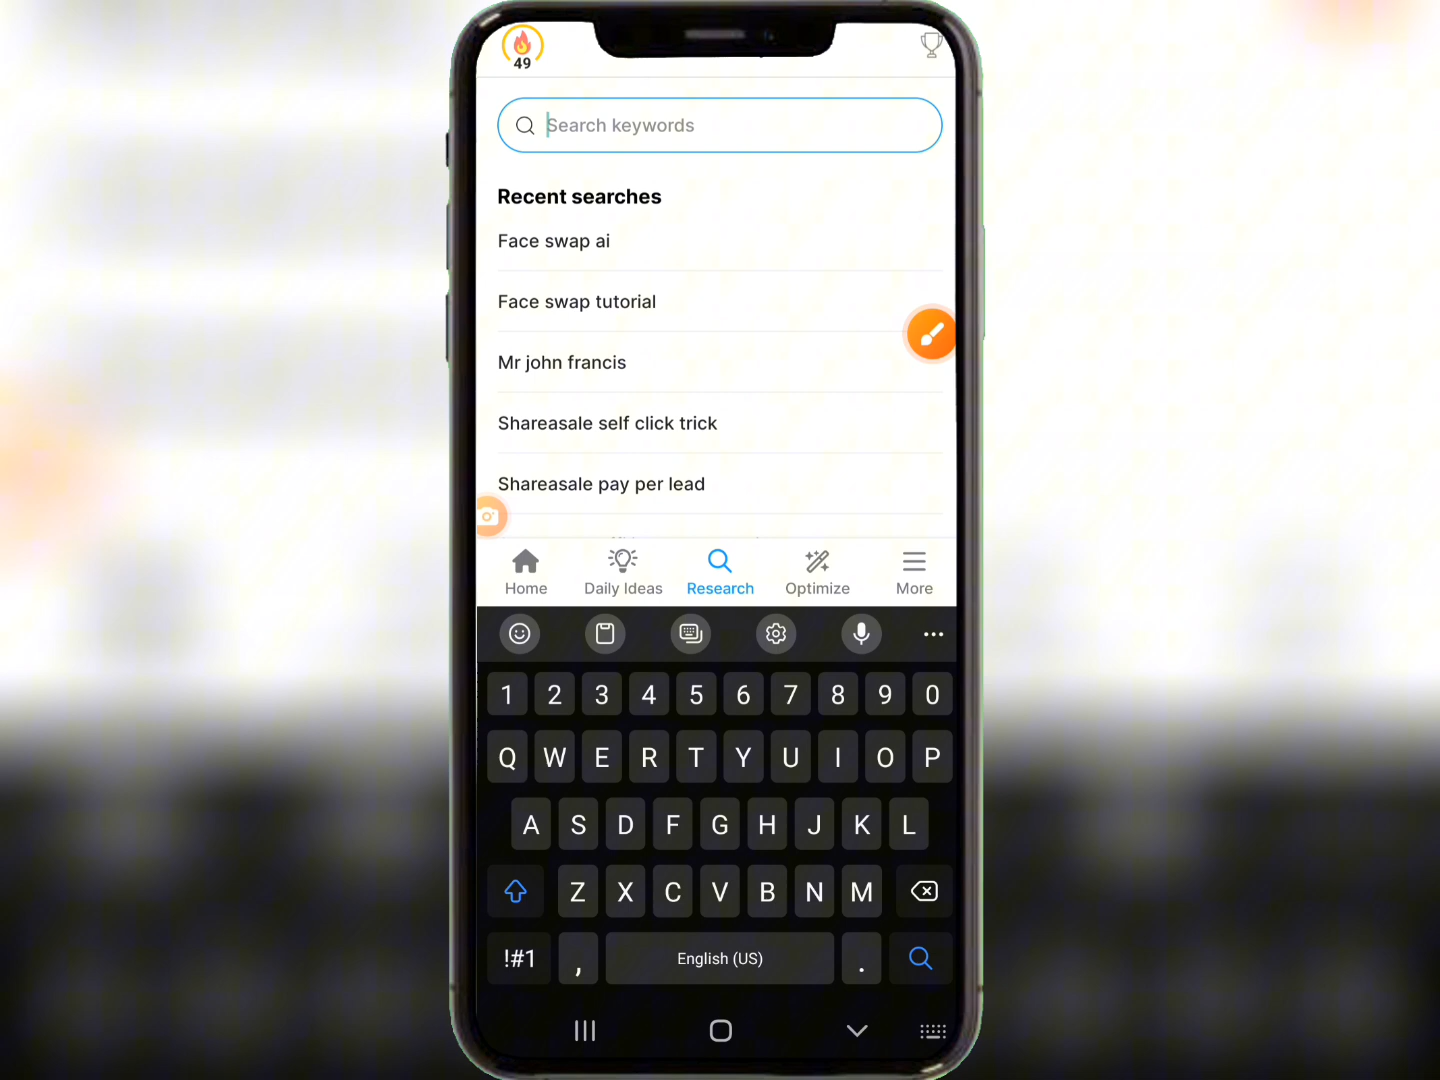 49
Search keywords
Recent searches
Face swap ai
Face swap tutorial
Mr john francis
Shareasale self click trick
Shareasale pay per lead
Home Daily Ideas Research Optimize More
1 2 3 4 5 6 7 8 9 0
Q W E R T Y U I O P
A S D F G H J K L
Z X C V B N M
!#1 , English (US) .